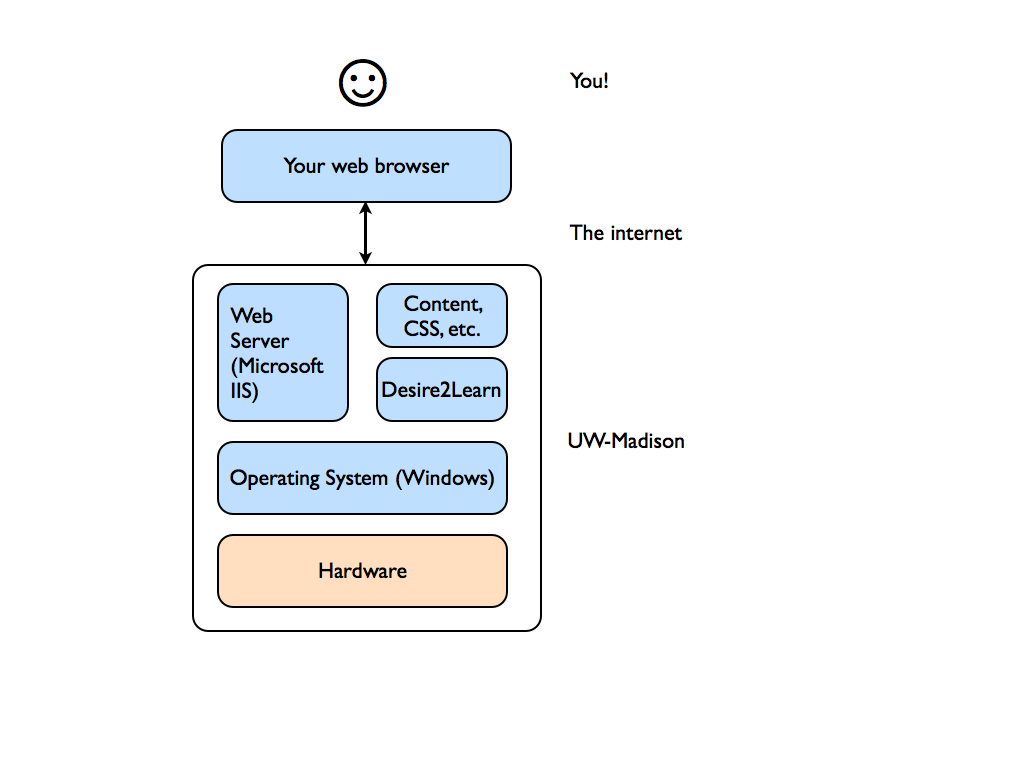 You!
Your web browser
The internet
Web
Server
(Microsoft
IIS)
Content,
CSS, etc.
Desire2Learn
UW-Madison
Operating System (Windows)
Hardware